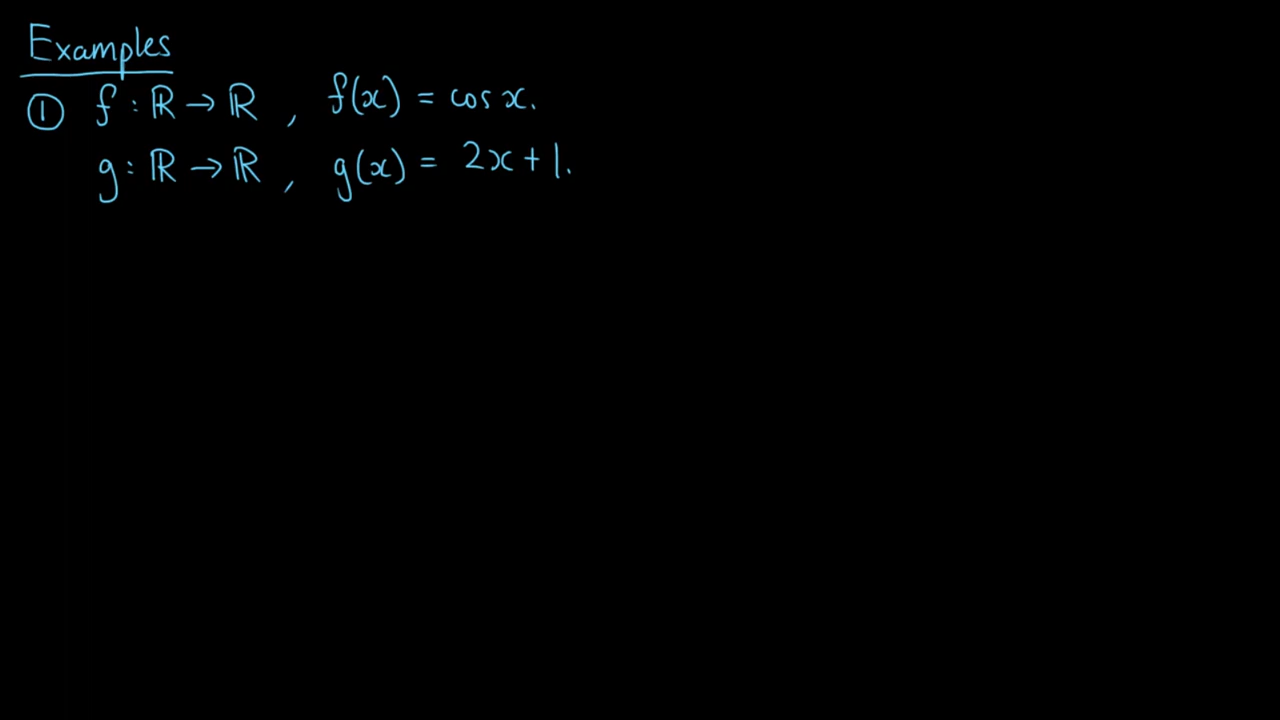 Examples
① f : ℝ → ℝ , f(x) = cos x.
g : ℝ → ℝ , g(x) = 2x + 1.